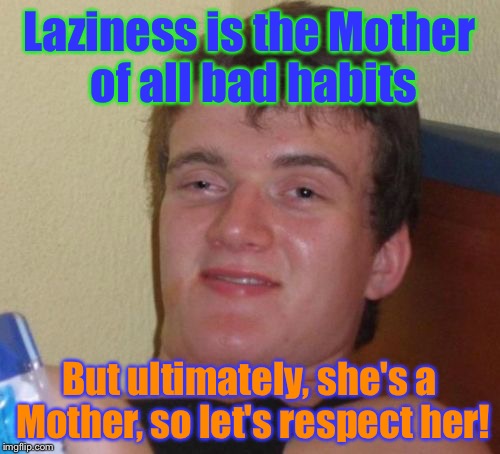 Laziness is the Mother
of all bad habits
But ultimately, she's a
Mother, so let's respect her!
imgflip.com